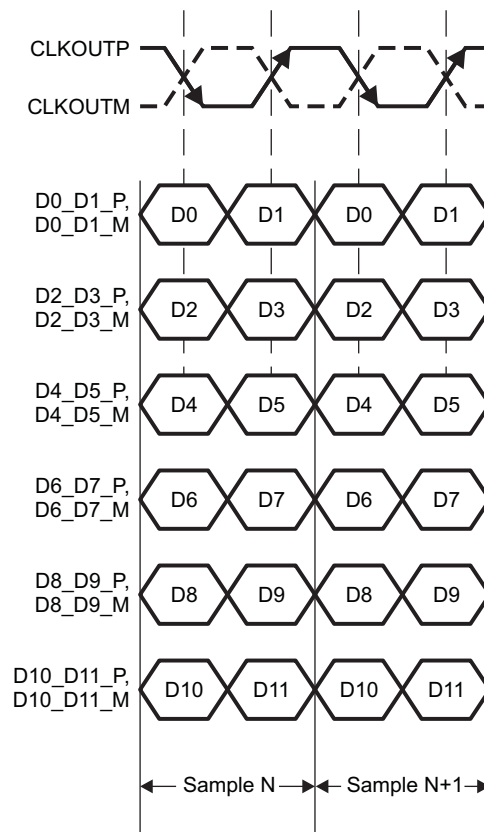 CLKOUTP
CLKOUTM
D0_D1_P,
D0_D1_M
D0 D1 D0 D1
D2_D3_P,
D2_D3_M
D2 D3 D2 D3
D4_D5_P,
D4_D5_M
D4 D5 D4 D5
D6_D7_P,
D6_D7_M
D6 D7 D6 D7
D8_D9_P,
D8_D9_M
D8 D9 D8 D9
D10_D11_P,
D10_D11_M
D10 D11 D10 D11
Sample N Sample N+1